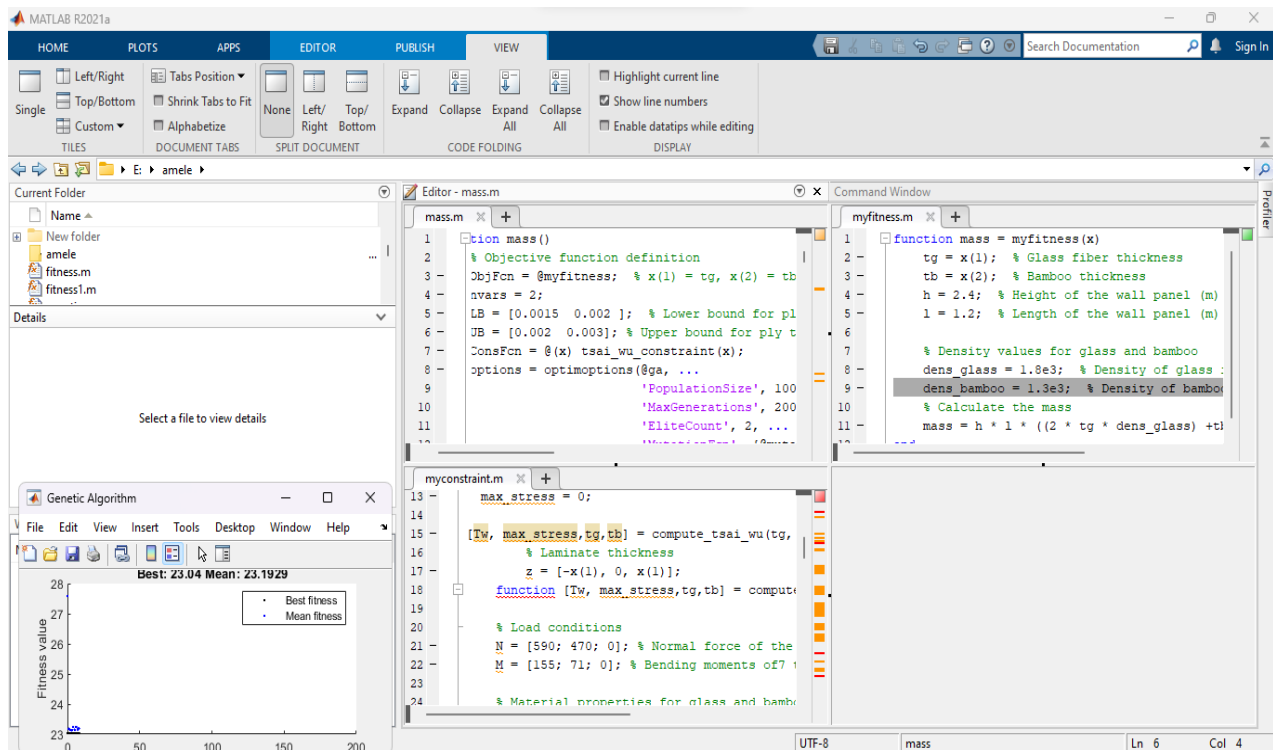 MATLAB R2021a
HOME PLOTS APPS EDITOR PUBLISH VIEW Search Documentation Sign In
Left/Right Tabs Position Highlight current line
Single Top/Bottom Shrink Tabs to Fit None Left/ Top/ Expand Collapse Expand Collapse Show line numbers
Custom Alphabetize Right Bottom All All Enable datatips while editing
TILES DOCUMENT TABS SPLIT DOCUMENT CODE FOLDING DISPLAY
E: amele
Current Folder
Name
New folder
amele ...
fitness.m
fitness1.m
Details
Select a file to view details
Editor - mass.m
mass.m
1 tion mass()
2 % Objective function definition
3 ObjFcn = @myfitness; % x(1) = tg, x(2) = tb
4 nvars = 2;
5 LB = [0.0015 0.002 ]; % Lower bound for pl
6 UB = [0.002 0.003]; % Upper bound for ply t
7 ConsFcn = @(x) tsai_wu_constraint(x);
8 options = optimoptions(@ga, ...
9 'PopulationSize', 100
10 'MaxGenerations', 200
11 'EliteCount', 2, ...
Command Window
Profiler
myfitness.m
1 function mass = myfitness(x)
2 tg = x(1); % Glass fiber thickness
3 tb = x(2); % Bamboo thickness
4 h = 2.4; % Height of the wall panel (m)
5 l = 1.2; % Length of the wall panel (m)
6
7 % Density values for glass and bamboo
8 dens_glass = 1.8e3; % Density of glass
9 dens_bamboo = 1.3e3; % Density of bamboo
10 % Calculate the mass
11 mass = h * l * ((2 * tg * dens_glass) +tb
myconstraint.m
13 max_stress = 0;
14
15 [Tw, max_stress,tg,tb] = compute_tsai_wu(tg,
16 % Laminate thickness
17 z = [-x(1), 0, x(1)];
18 function [Tw, max_stress,tg,tb] = compute
19
20 % Load conditions
21 N = [590; 470; 0]; % Normal force of the
22 M = [155; 71; 0]; % Bending moments of7
23
24 % Material properties for glass and bamb
Genetic Algorithm
File Edit View Insert Tools Desktop Window Help
Best: 23.04 Mean: 23.1929
Best fitness
Mean fitness
Fitness value
28
27
26
25
24
23
0 50 100 150 200
UTF-8 mass Ln 6 Col 4